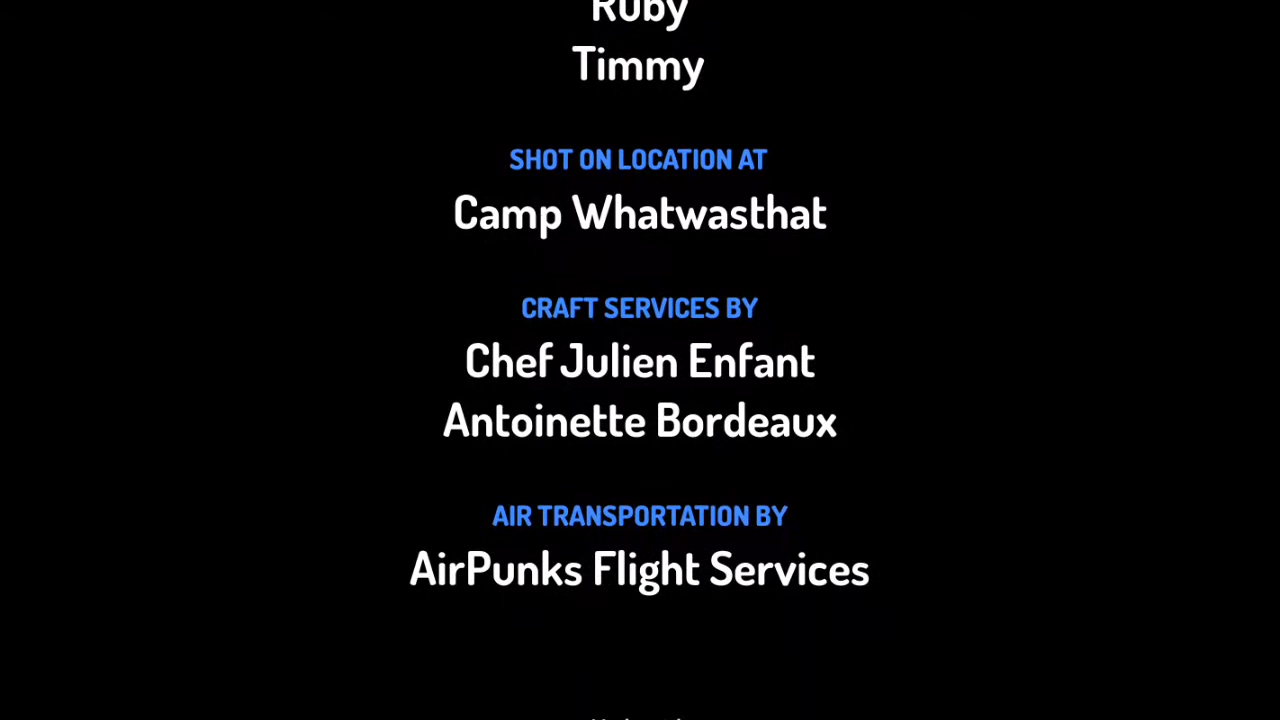 Ruby
Timmy
SHOT ON LOCATION AT
Camp Whatwasthat
CRAFT SERVICES BY
Chef Julien Enfant
Antoinette Bordeaux
AIR TRANSPORTATION BY
AirPunks Flight Services